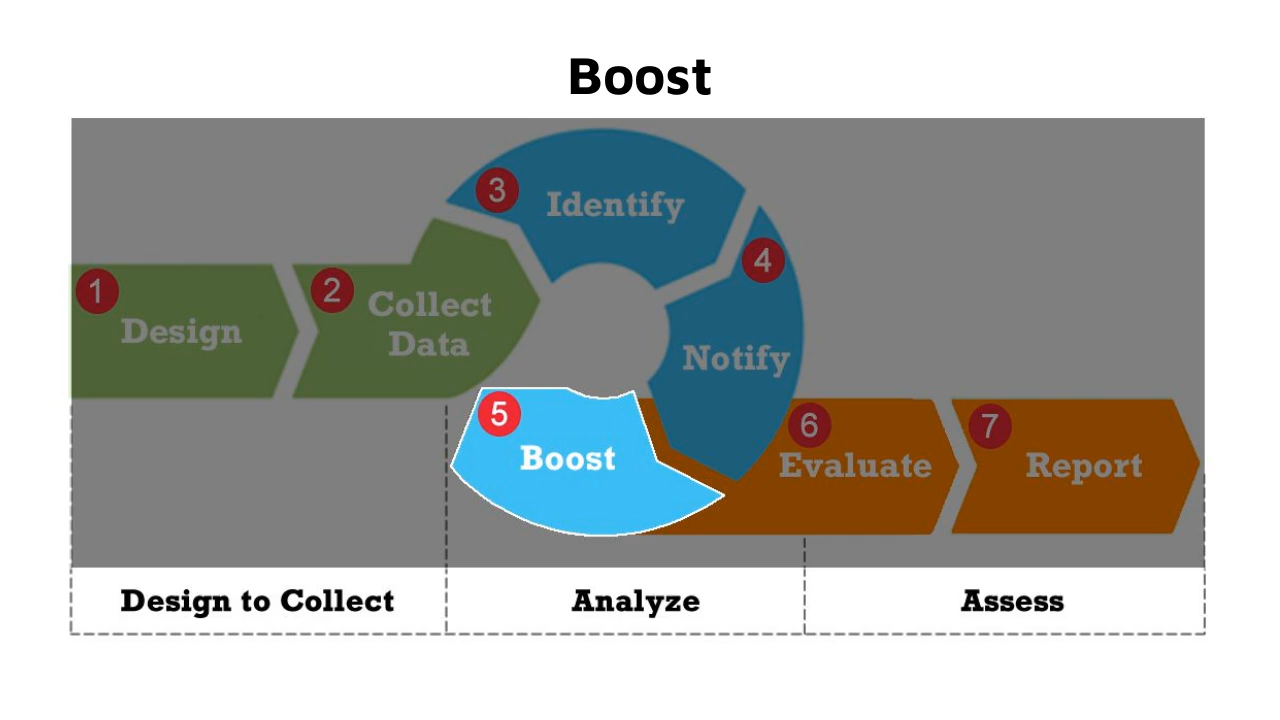 Boost
1
Design
2
Collect
Data
3
Identify
4
Notify
5
Boost
6
Evaluate
7
Report
Design to Collect
Analyze
Assess